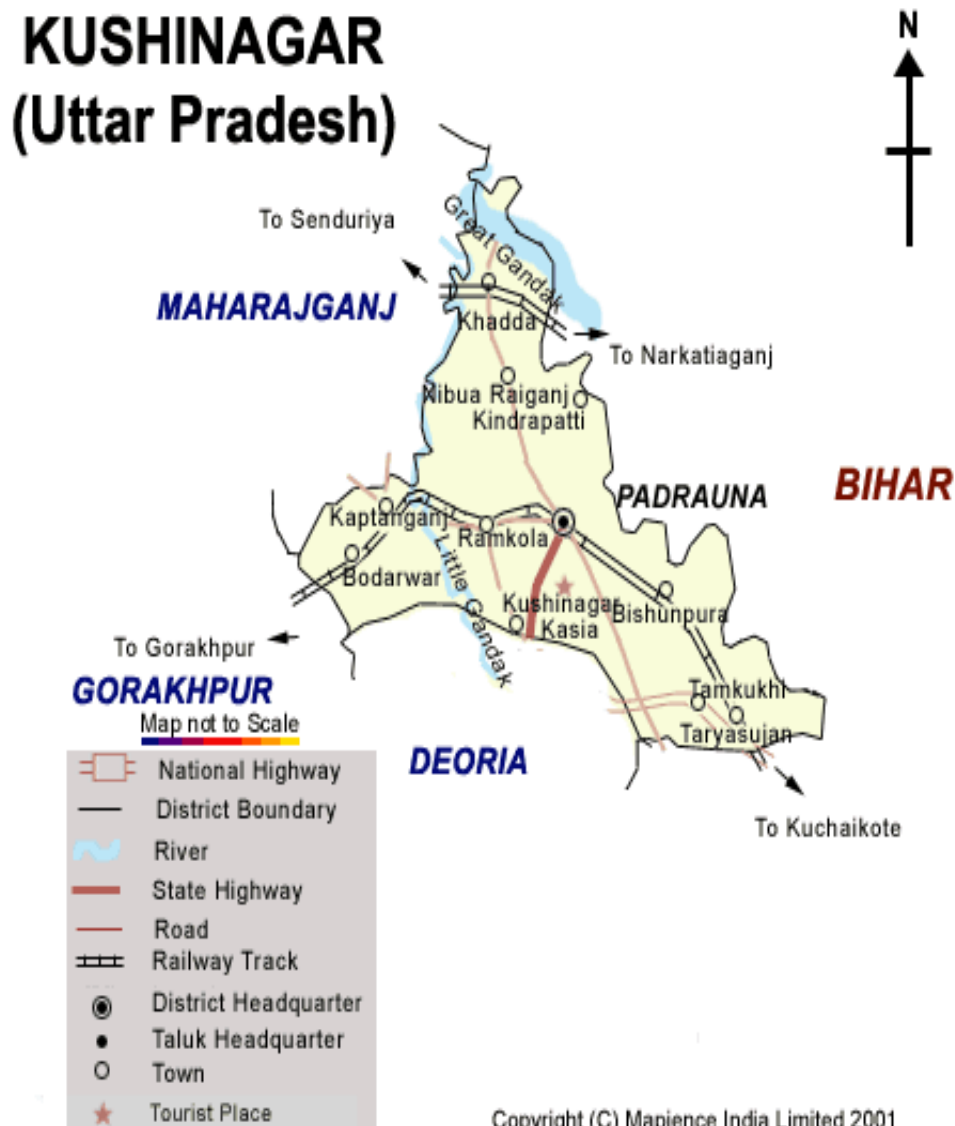 KUSHINAGAR
(Uttar Pradesh)
N
To Senduriya
Great Gandak
MAHARAJGANJ
Khadda
To Narkatiaganj
Nibua Raiganj
Kindrapatti
BIHAR
PADRAUNA
Kaptanganj
Ramkola
Little Gandak
Bodarwar
Kushinagar
Bishunpura
Kasia
To Gorakhpur
GORAKHPUR
Tamkukhi
Map not to Scale
Taryasujan
DEORIA
To Kuchaikote
National Highway
District Boundary
River
State Highway
Road
Railway Track
District Headquarter
Taluk Headquarter
Town
Tourist Place
Copyright (C) Mapience India Limited 2001